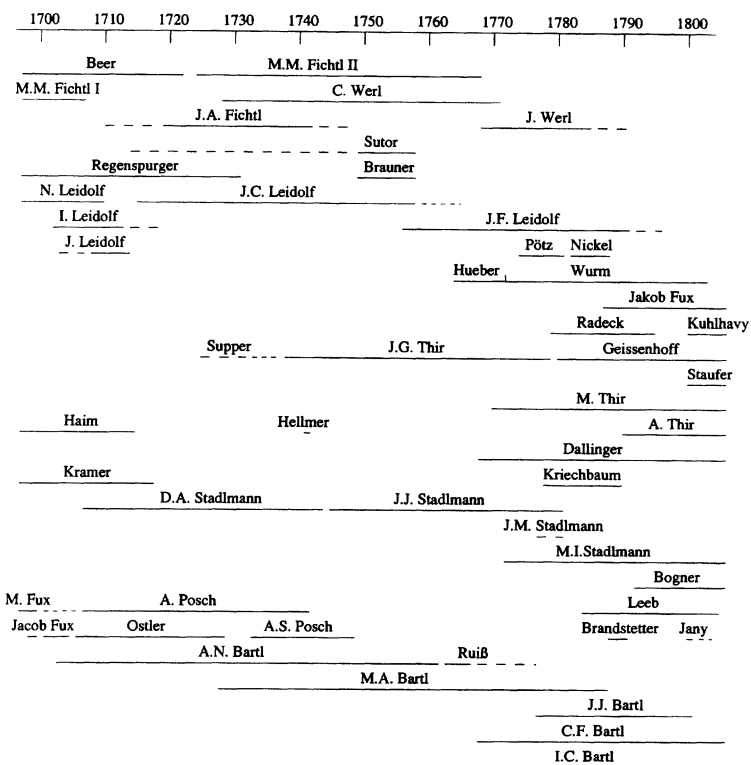 1700 1710 1720 1730 1740 1750 1760 1770 1780 1790 1800
Beer M.M. Fichtl II
M.M. Fichtl I C. Werl
J.A. Fichtl J. Werl
Sutor
Regenspurger Brauner
N. Leidolf J.C. Leidolf
I. Leidolf J.F. Leidolf
J. Leidolf Pötz Nickel
Hueber Wurm
Jakob Fux
Radeck Kuhlhavy
Supper J.G. Thir Geissenhoff
Staufer
M. Thir
Haim Hellmer A. Thir
Dallinger
Kramer Kriechbaum
D.A. Stadlmann J.J. Stadlmann
J.M. Stadlmann
M.I.Stadlmann
Bogner
M. Fux A. Posch Leeb
Jacob Fux Ostler A.S. Posch Brandstetter Jany
A.N. Bartl Ruiß
M.A. Bartl
J.J. Bartl
C.F. Bartl
I.C. Bartl